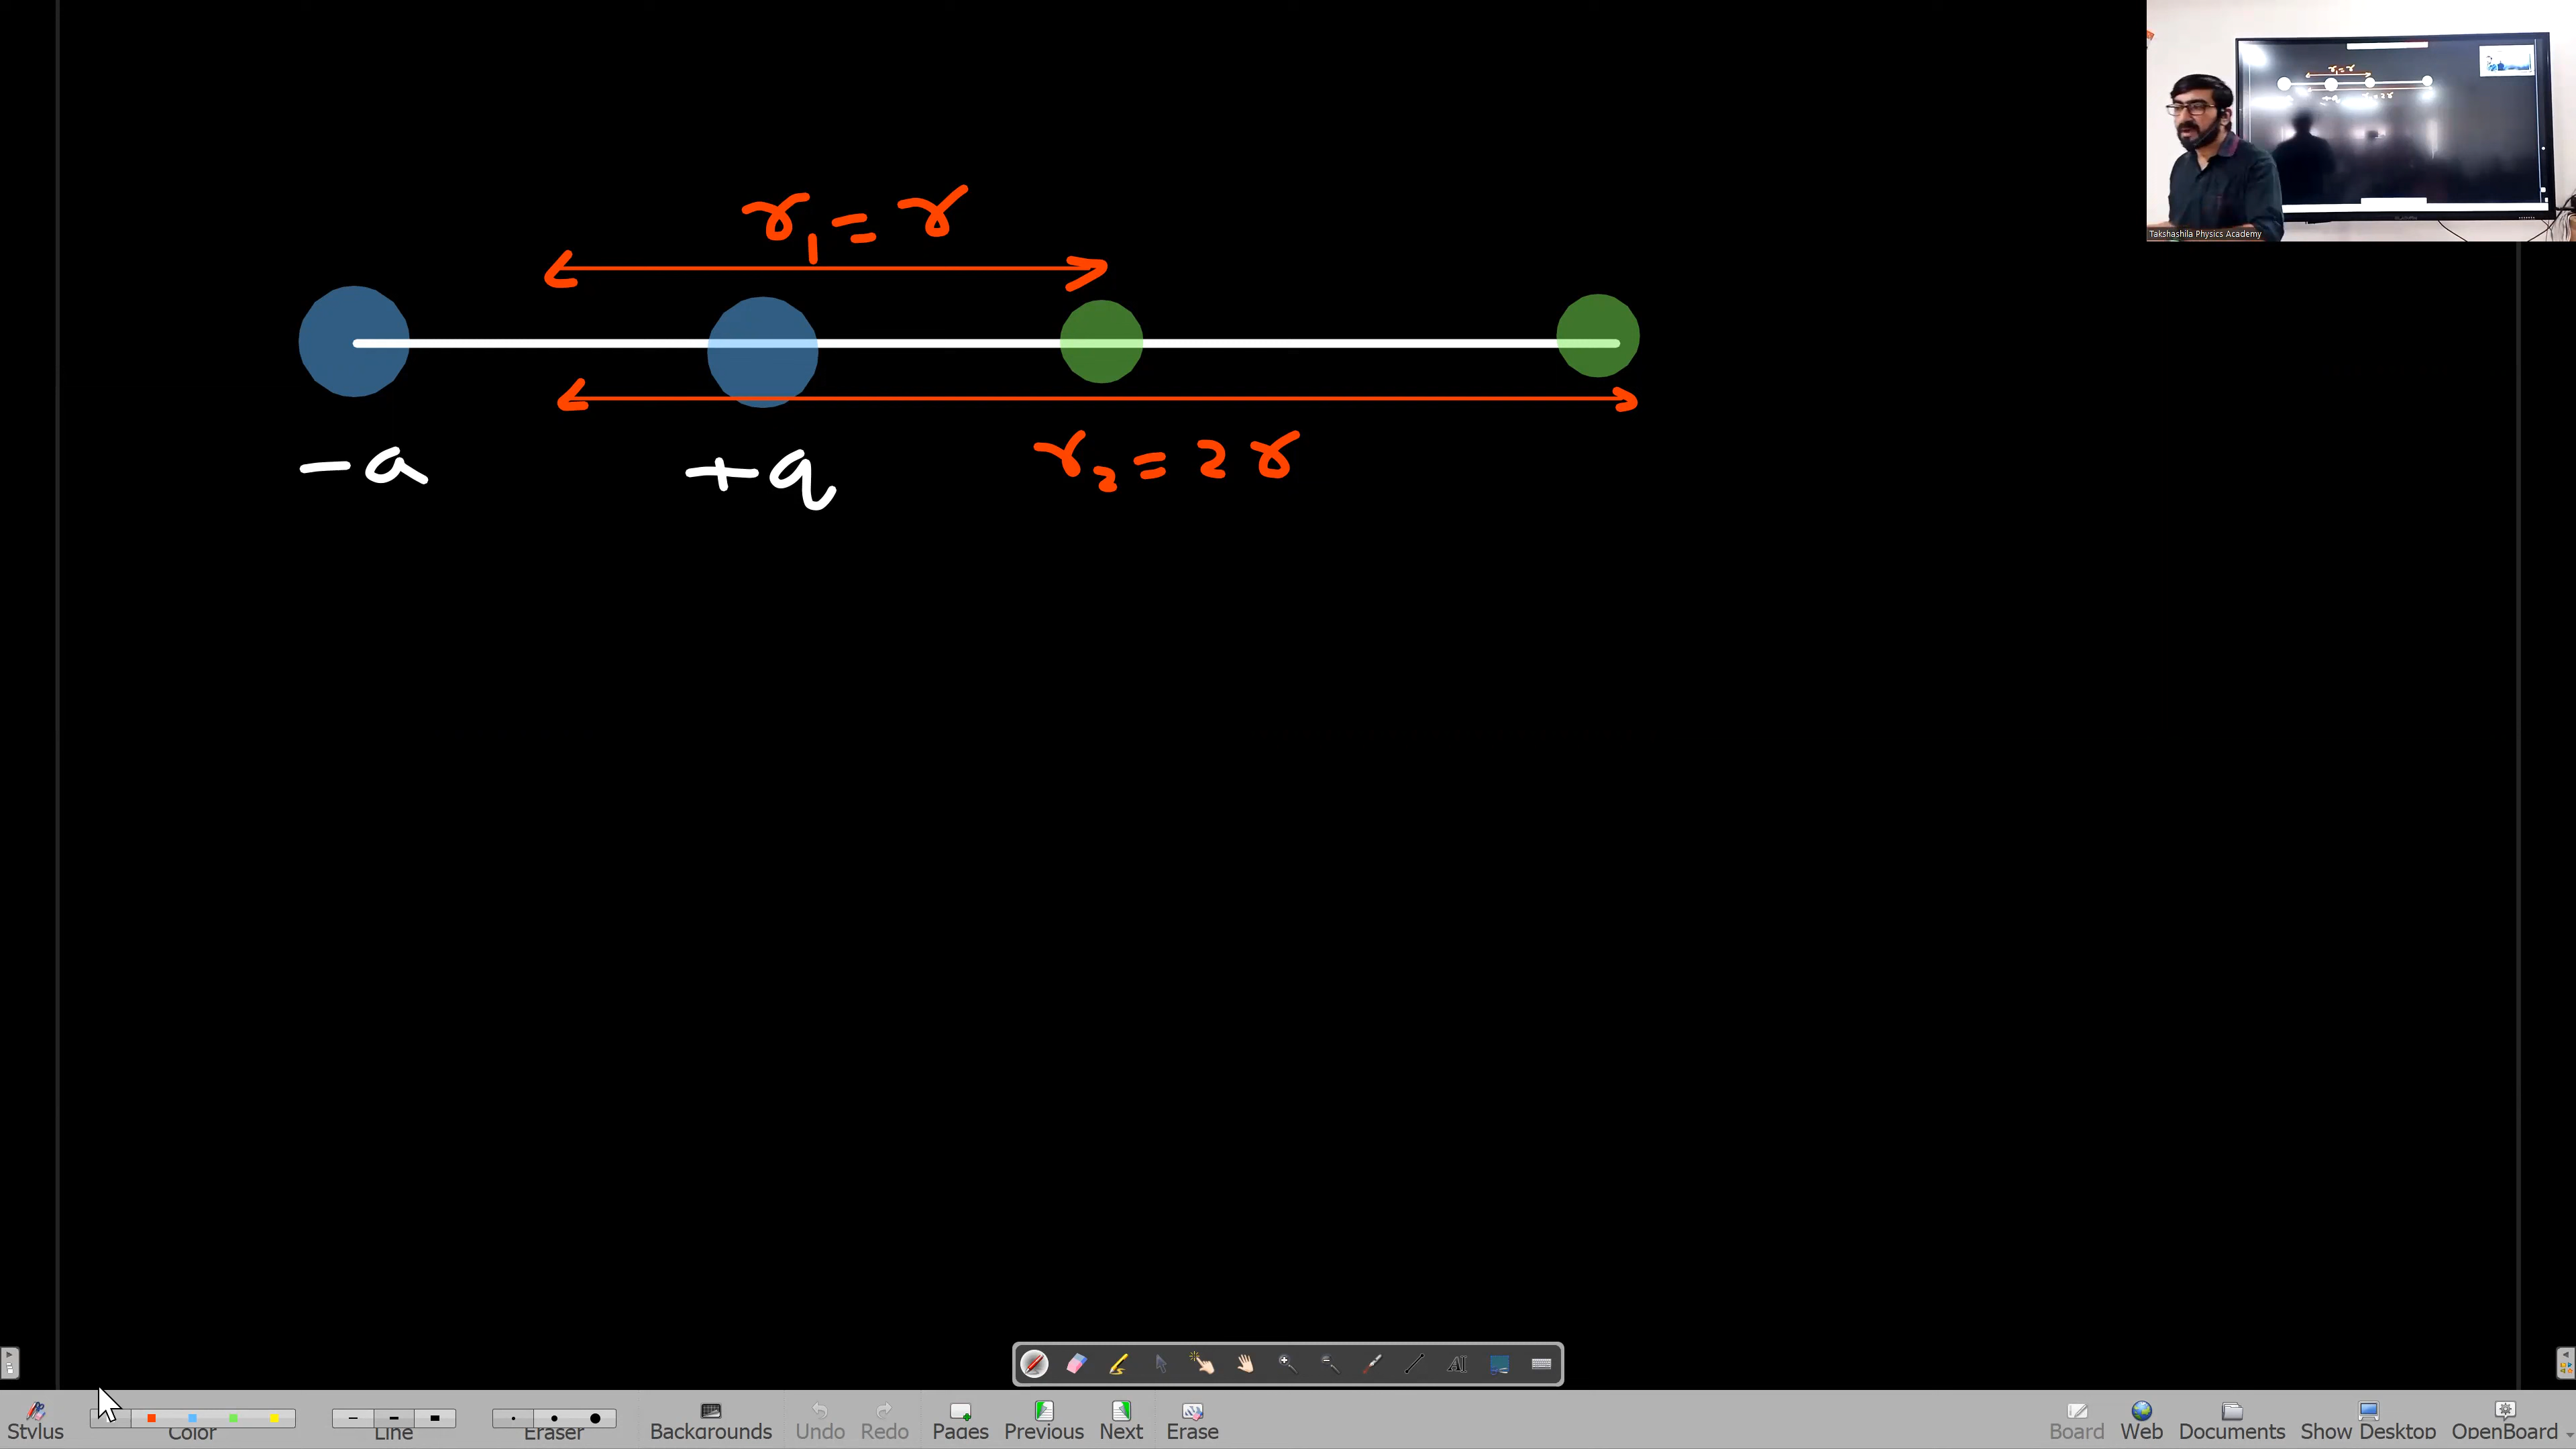 Takshashila Physics Academy
r₁ = r
-a
+q
r₂ = 2r
Stylus
Color
Line
Eraser
Backgrounds
Undo
Redo
Pages
Previous
Next
Erase
Board
Web
Documents
Show Desktop
OpenBoard